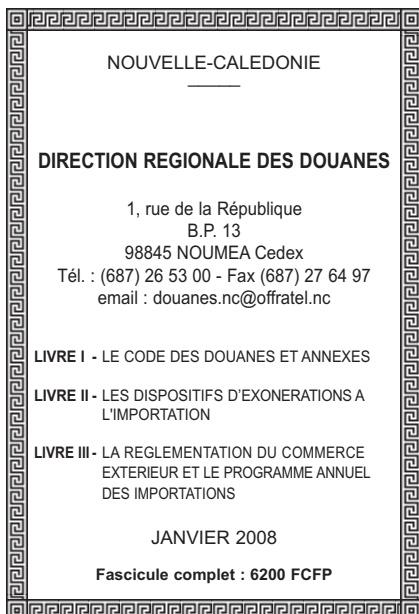 NOUVELLE-CALEDONIE
DIRECTION REGIONALE DES DOUANES
1, rue de la République
B.P. 13
98845 NOUMEA Cedex
Tél. : (687) 26 53 00 - Fax (687) 27 64 97
email : douanes.nc@offratel.nc
LIVRE I - LE CODE DES DOUANES ET ANNEXES
LIVRE II - LES DISPOSITIFS D'EXONERATIONS A
L'IMPORTATION
LIVRE III - LA REGLEMENTATION DU COMMERCE
EXTERIEUR ET LE PROGRAMME ANNUEL
DES IMPORTATIONS
JANVIER 2008
Fascicule complet : 6200 FCFP